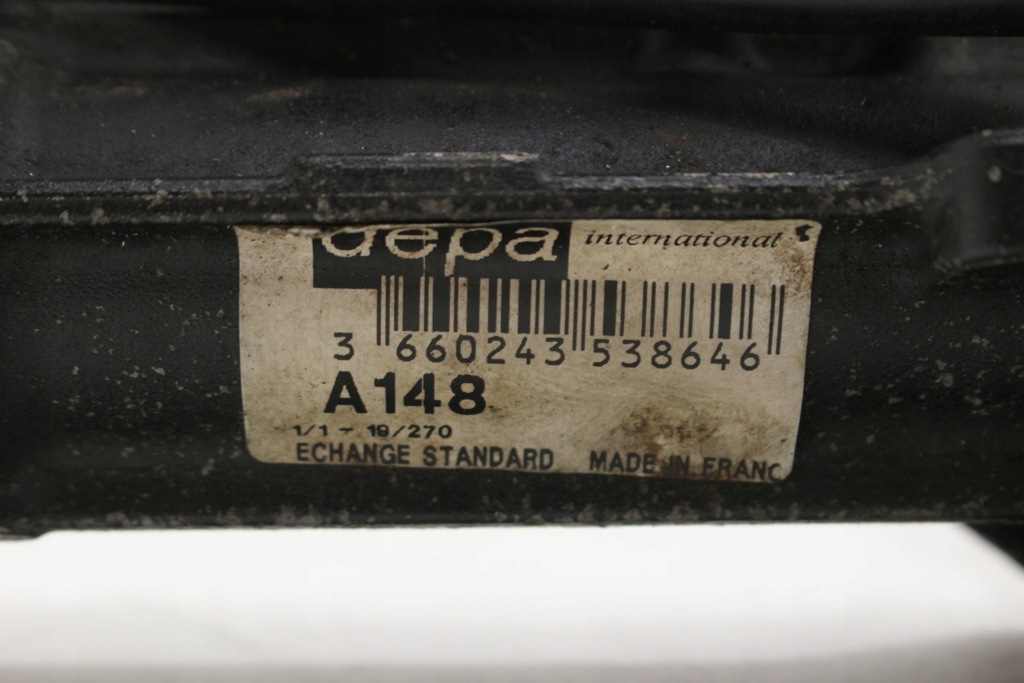 depa international
3 660243 538646
A148
1/1 - 19/270
ECHANGE STANDARD MADE IN FRANC